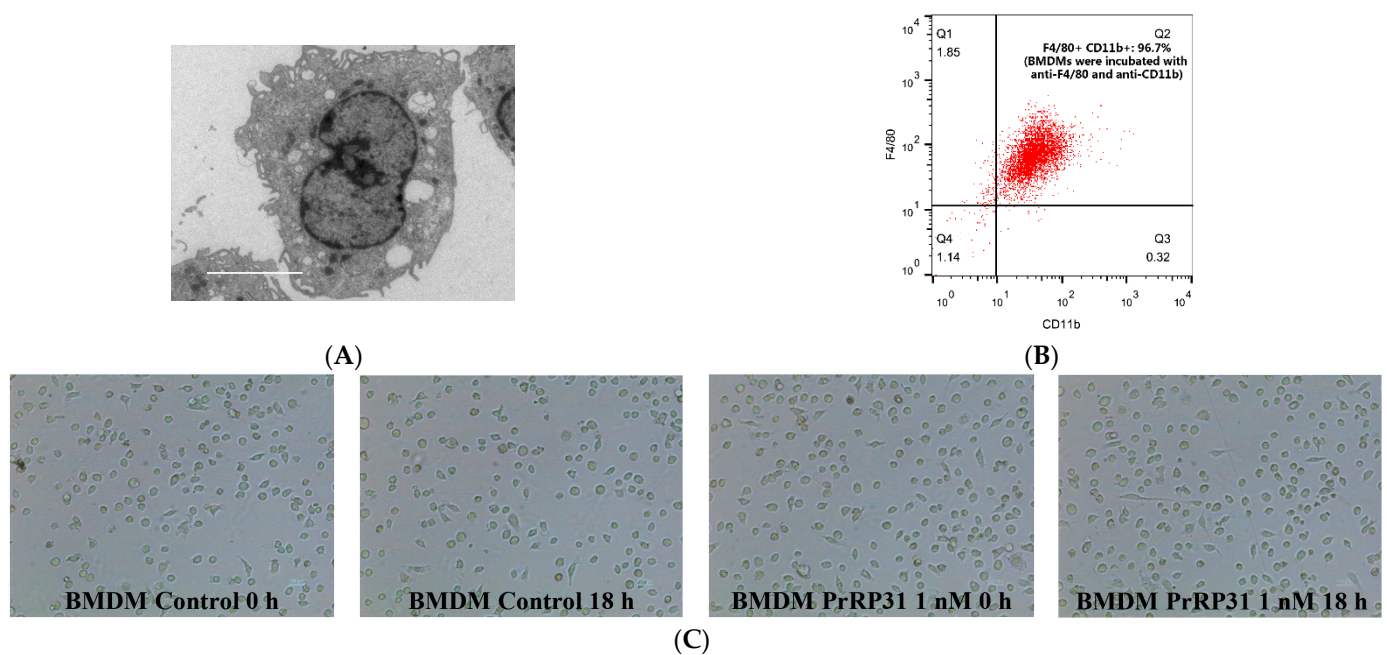 10^4
Q1
1.85
Q2
F4/80+ CD11b+: 96.7%
(BMDMs were incubated with
anti-F4/80 and anti-CD11b)
10^3
F4/80
10^2
10^1
Q4
1.14
Q3
0.32
10^0
10^0 10^1 10^2 10^3 10^4
CD11b
(A)
(B)
BMDM Control 0 h
BMDM Control 18 h
BMDM PrRP31 1 nM 0 h
BMDM PrRP31 1 nM 18 h
(C)